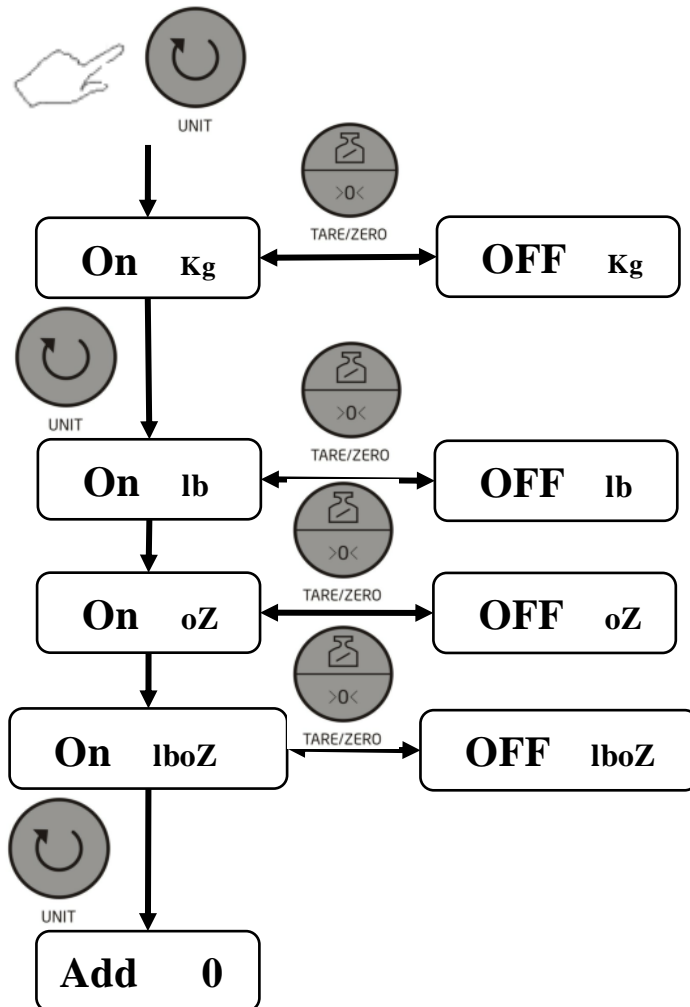 UNIT
>0<
TARE/ZERO
On Kg
OFF Kg
UNIT
>0<
TARE/ZERO
On lb
OFF lb
>0<
TARE/ZERO
On oZ
OFF oZ
>0<
TARE/ZERO
On lboZ
OFF lboZ
UNIT
Add 0